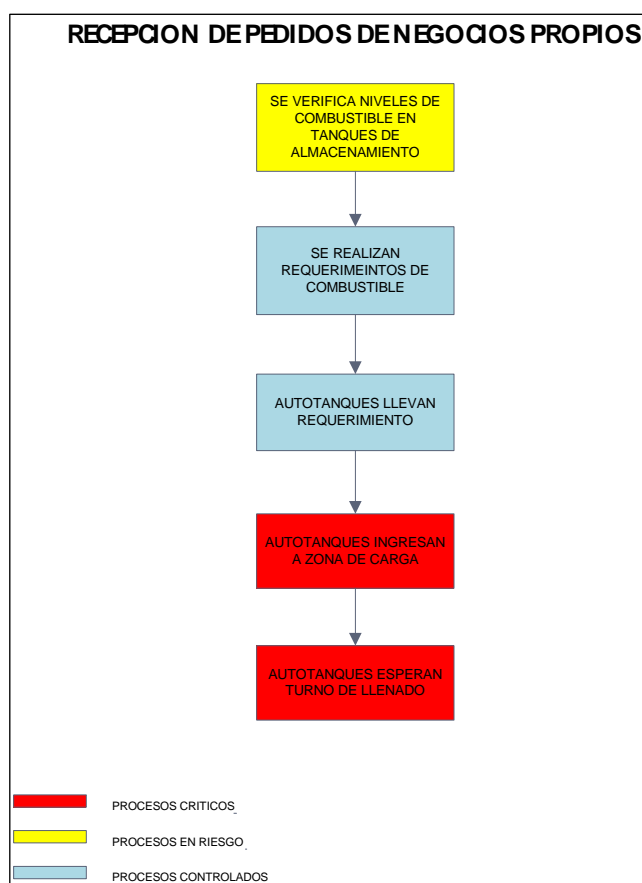 RECEPCION DE PEDIDOS DE NEGOCIOS PROPIOS
SE VERIFICA NIVELES DE
COMBUSTIBLE EN
TANQUES DE
ALMACENAMIENTO
SE REALIZAN
REQUERIMEINTOS DE
COMBUSTIBLE
AUTOTANQUES LLEVAN
REQUERIMIENTO
AUTOTANQUES INGRESAN
A ZONA DE CARGA
AUTOTANQUES ESPERAN
TURNO DE LLENADO
PROCESOS CRITICOS
PROCESOS EN RIESGO
PROCESOS CONTROLADOS